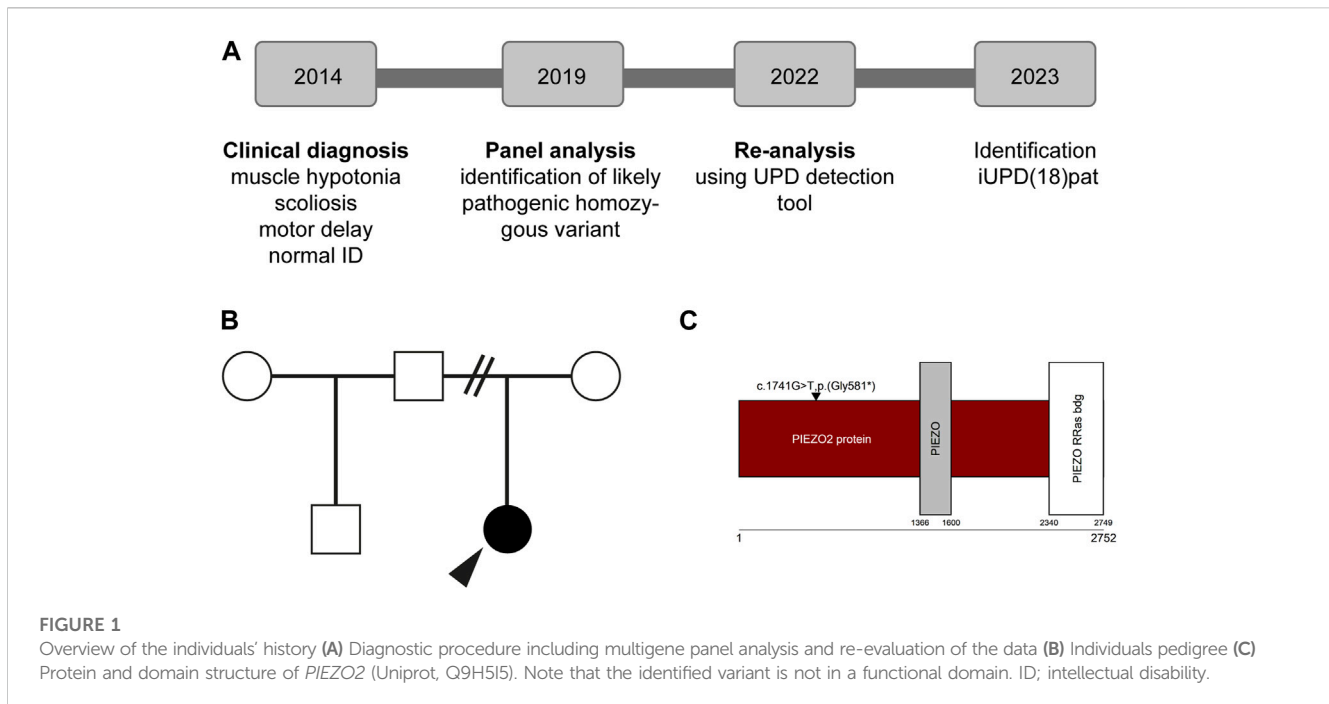 A
2014
2019
2022
2023
Clinical diagnosis
muscle hypotonia
scoliosis
motor delay
normal ID
Panel analysis
identification of likely
pathogenic homozy-
gous variant
Re-analysis
using UPD detection
tool
Identification
iUPD(18)pat
B
C
c.1741G>T,p.(Gly581*)
PIEZO2 protein
PIEZO
PIEZO RRas bdg
1366
1600
2340
2749
1
2752
FIGURE 1
Overview of the individuals' history (A) Diagnostic procedure including multigene panel analysis and re-evaluation of the data (B) Individuals pedigree (C)
Protein and domain structure of PIEZO2 (Uniprot, Q9H5I5). Note that the identified variant is not in a functional domain. ID; intellectual disability.